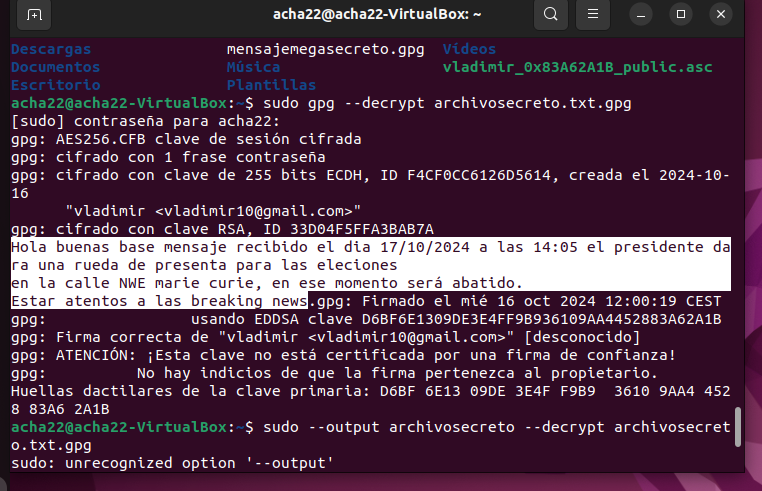 acha22@acha22-VirtualBox: ~
Descargas mensajemegasecreto.gpg Vídeos
Documentos Música vladimir_0x83A62A1B_public.asc
Escritorio Plantillas
acha22@acha22-VirtualBox:~$ sudo gpg --decrypt archivosecreto.txt.gpg
[sudo] contraseña para acha22:
gpg: AES256.CFB clave de sesión cifrada
gpg: cifrado con 1 frase contraseña
gpg: cifrado con clave de 255 bits ECDH, ID F4CF0CC6126D5614, creada el 2024-10-
16
"vladimir <vladimir10@gmail.com>"
gpg: cifrado con clave RSA, ID 33D04F5FFA3BAB7A
Hola buenas base mensaje recibido el dia 17/10/2024 a las 14:05 el presidente da
ra una rueda de presenta para las eleciones
en la calle NWE marie curie, en ese momento será abatido.
Estar atentos a las breaking news.gpg: Firmado el mié 16 oct 2024 12:00:19 CEST
gpg: usando EDDSA clave D6BF6E1309DE3E4FF9B936109AA4452883A62A1B
gpg: Firma correcta de "vladimir <vladimir10@gmail.com>" [desconocido]
gpg: ATENCIÓN: ¡Esta clave no está certificada por una firma de confianza!
gpg: No hay indicios de que la firma pertenezca al propietario.
Huellas dactilares de la clave primaria: D6BF 6E13 09DE 3E4F F9B9  3610 9AA4 452
8 83A6 2A1B
acha22@acha22-VirtualBox:~$ sudo --output archivosecreto --decrypt archivosecret
o.txt.gpg
sudo: unrecognized option '--output'